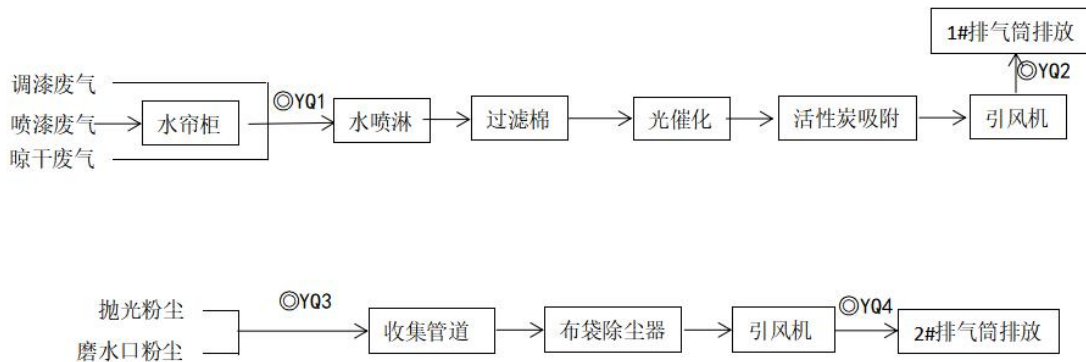 1#排气筒排放
◎YQ2
调漆废气
◎YQ1
喷漆废气
水帘柜
水喷淋
过滤棉
光催化
活性炭吸附
引风机
晾干废气
抛光粉尘
◎YQ3
◎YQ4
收集管道
布袋除尘器
引风机
2#排气筒排放
磨水口粉尘